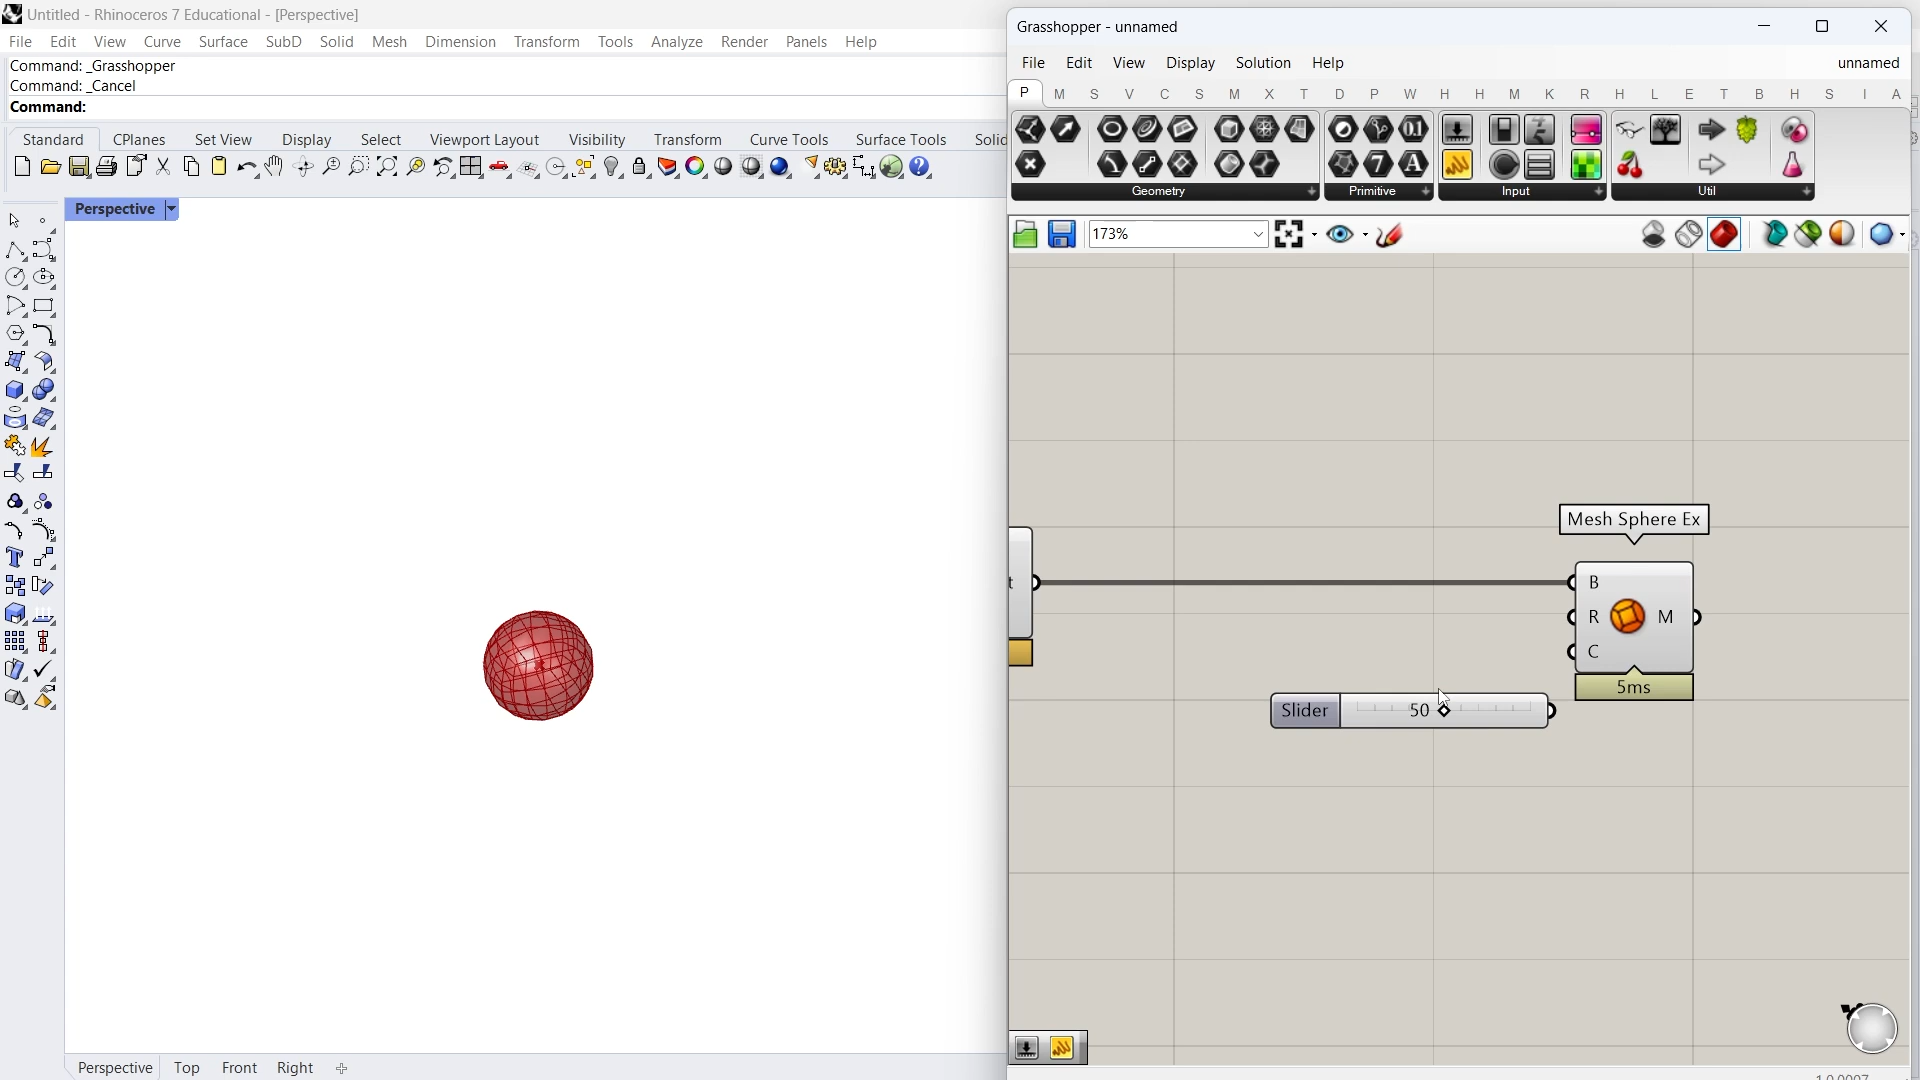 Untitled - Rhinoceros 7 Educational - [Perspective]
File Edit View Curve Surface SubD Solid Mesh Dimension Transform Tools Analyze Render Panels Help
Command: _Grasshopper
Command: _Cancel
Command:
Standard CPlanes Set View Display Select Viewport Layout Visibility Transform Curve Tools Surface Tools Solid
Perspective
Perspective Top Front Right
Grasshopper - unnamed
File Edit View Display Solution Help unnamed
P M S V C S M X T D P W H H M K R H L E T B H S I A
Geometry Primitive Input Util
173%
Mesh Sphere Ex
t B
R M
C
5ms
Slider 50